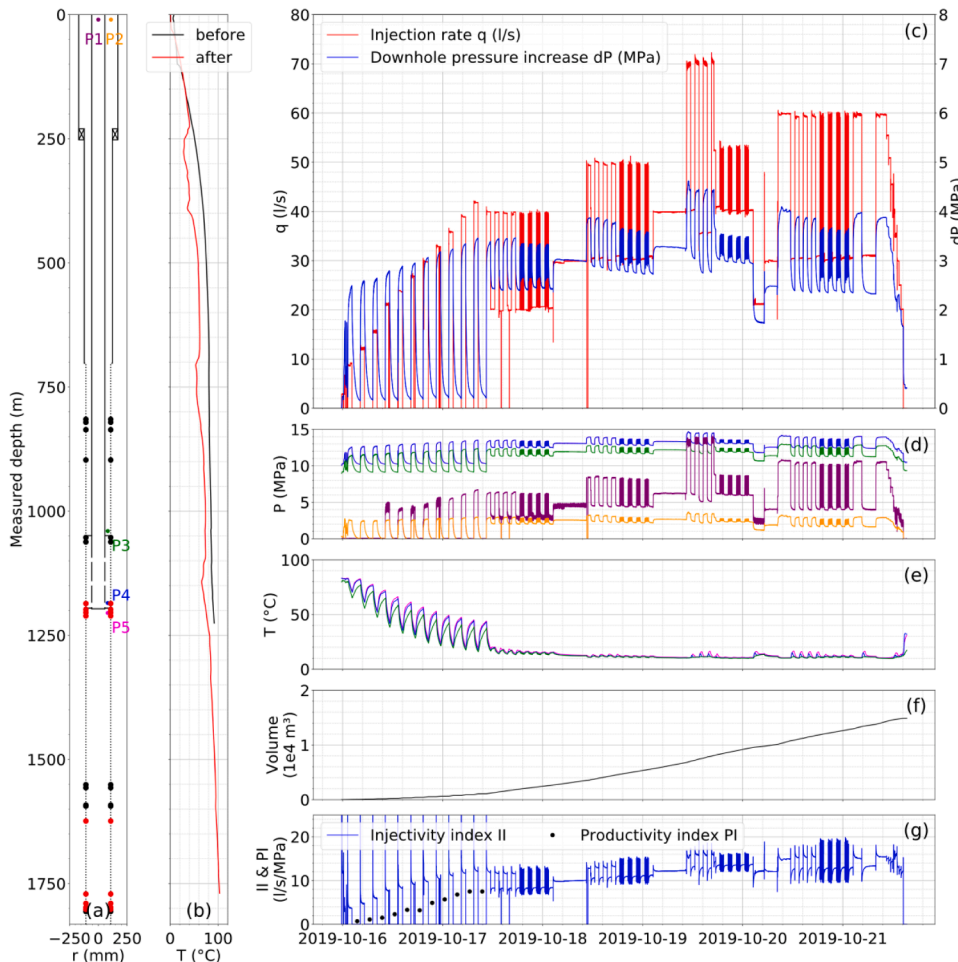 0
250
500
750
1000
1250
1500
1750
Measured depth (m)
P1
P2
P3
P4
P5
(a)
−250
250
r (mm)
before
after
(b)
0
100
T (°C)
Injection rate q (l/s)
Downhole pressure increase dP (MPa)
(c)
80
70
60
50
40
30
20
10
0
q (l/s)
8
7
6
5
4
3
2
1
0
dP (MPa)
(d)
15
10
5
0
P (MPa)
(e)
100
50
0
T (°C)
(f)
2
1
0
Volume
(1e4 m³)
Injectivity index II
Productivity index PI
(g)
20
10
0
II & PI
(l/s/MPa)
2019-10-16
2019-10-17
2019-10-18
2019-10-19
2019-10-20
2019-10-21